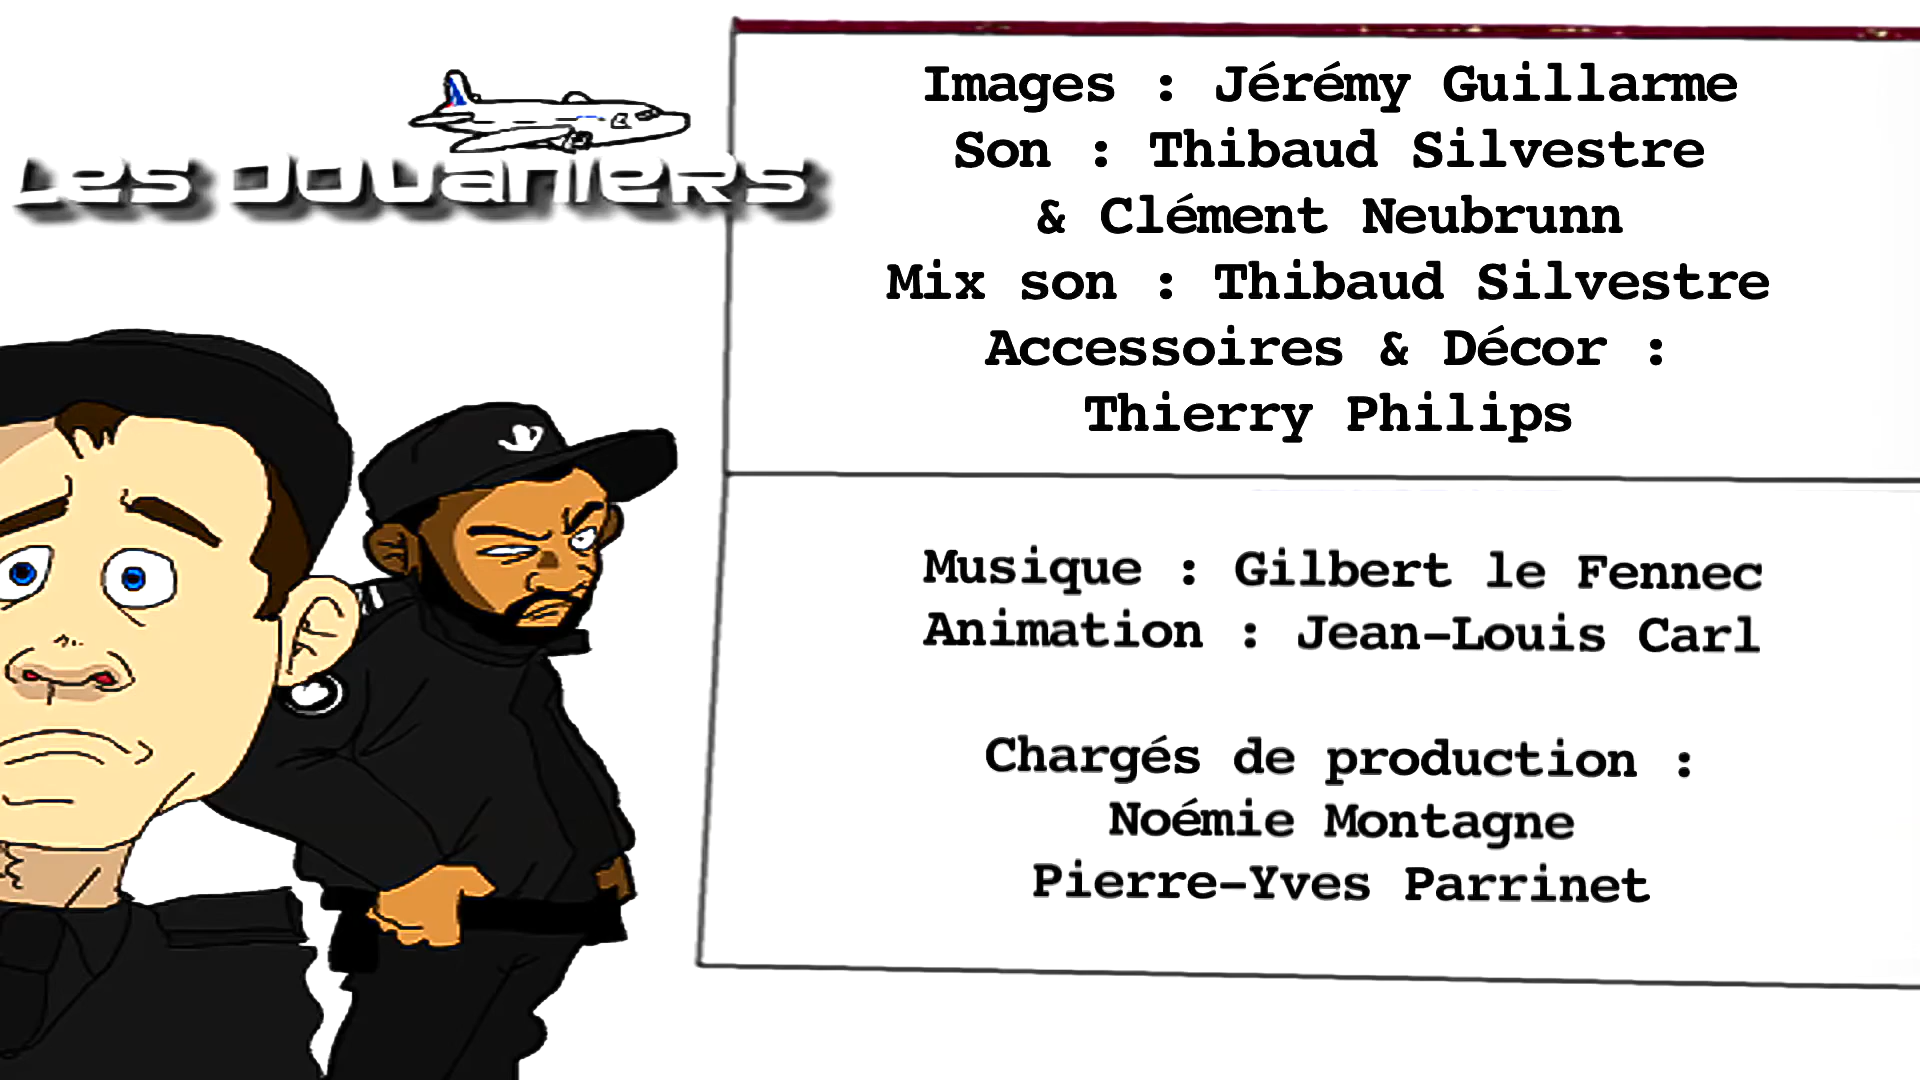 Les Douaniers
Images : Jérémy Guillarme
Son : Thibaud Silvestre
& Clément Neubrunn
Mix son : Thibaud Silvestre
Accessoires & Décor :
Thierry Philips
Musique : Gilbert le Fennec
Animation : Jean-Louis Carl
Chargés de production :
Noémie Montagne
Pierre-Yves Parrinet